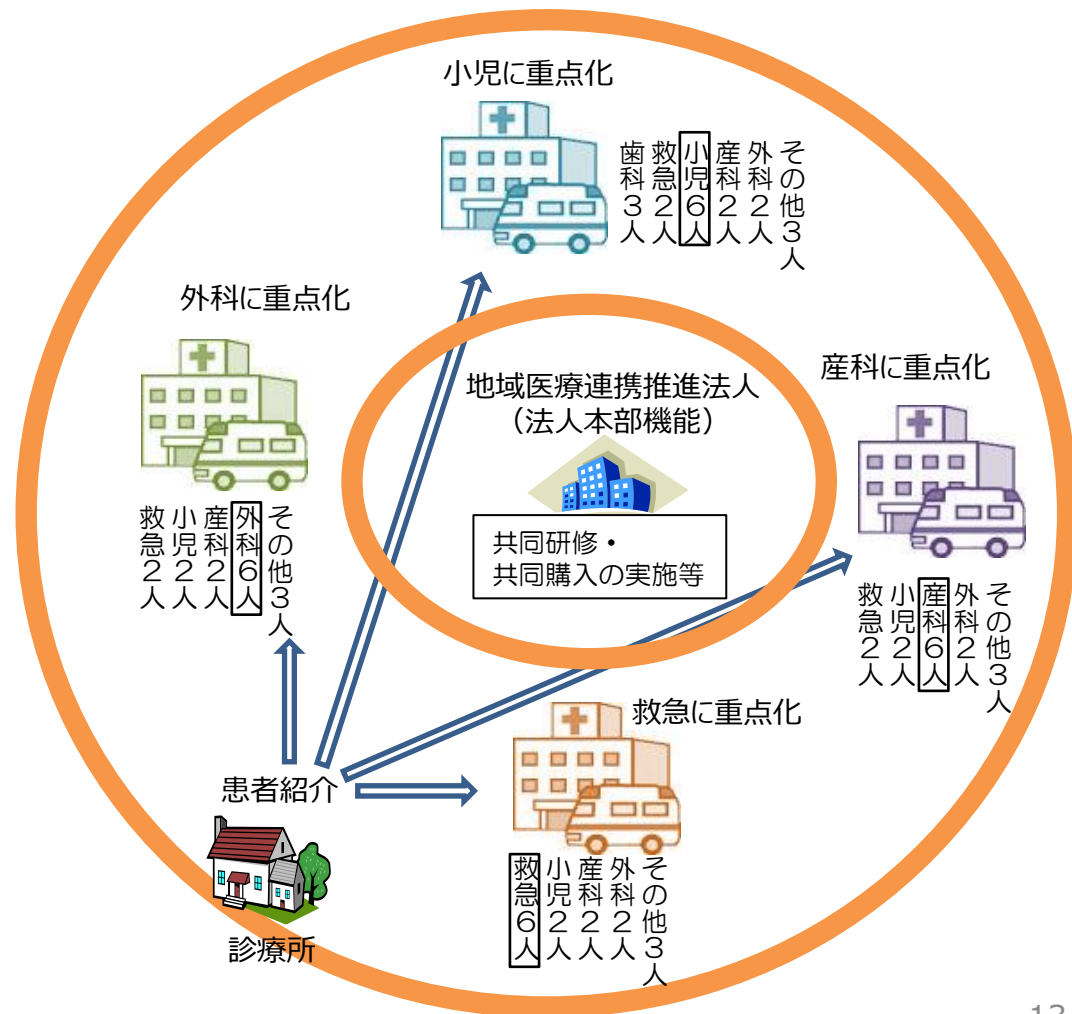 小児に重点化
その他3人
外科2人
産科2人
小児6人
救急2人
歯科3人
外科に重点化
その他3人
外科6人
産科2人
小児2人
救急2人
地域医療連携推進法人
（法人本部機能）
共同研修・
共同購入の実施等
産科に重点化
その他3人
外科2人
産科6人
小児2人
救急2人
救急に重点化
その他3人
外科2人
産科2人
小児2人
救急6人
患者紹介
診療所